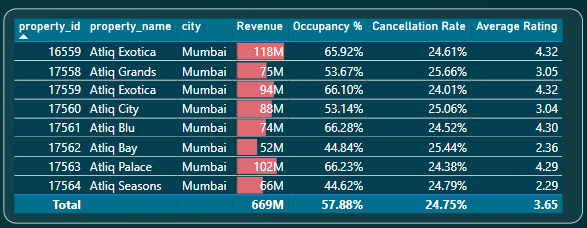 property_id property_name city Revenue Occupancy % Cancellation Rate Average Rating
16559 Atliq Exotica Mumbai 118M 65.92% 24.61% 4.32
17558 Atliq Grands Mumbai 75M 53.67% 25.66% 3.05
17559 Atliq Exotica Mumbai 94M 66.10% 24.01% 4.32
17560 Atliq City Mumbai 88M 53.14% 25.06% 3.04
17561 Atliq Blu Mumbai 74M 66.28% 24.52% 4.30
17562 Atliq Bay Mumbai 52M 44.84% 25.44% 2.36
17563 Atliq Palace Mumbai 102M 66.23% 24.38% 4.29
17564 Atliq Seasons Mumbai 66M 44.62% 24.79% 2.29
Total 669M 57.88% 24.75% 3.65